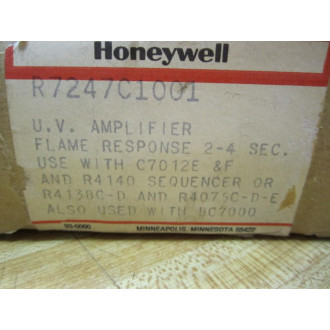 Honeywell
R7247C1001
U.V. AMPLIFIER
FLAME RESPONSE 2-4 SEC.
USE WITH C7012E &F
AND R4140 SEQUENCER OR
R4138C-D AND R4075C-D-E
ALSO USED WITH BC7000
MINNEAPOLIS, MINNESOTA 55422